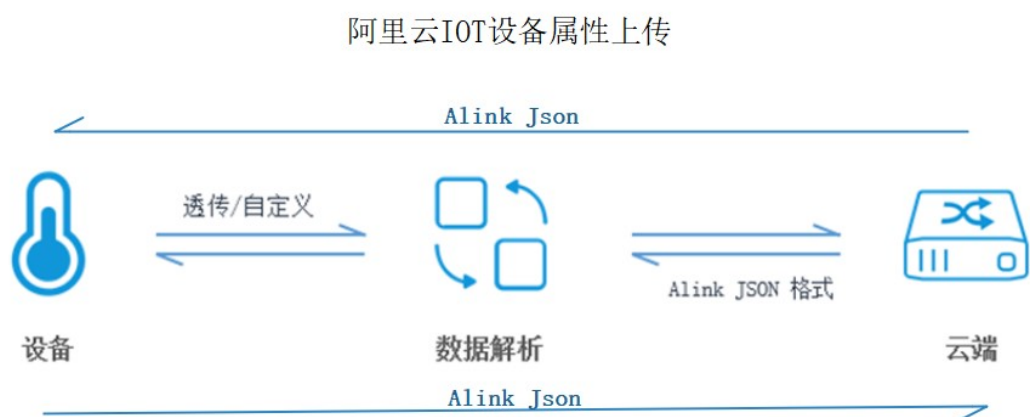 阿里云IOT设备属性上传
Alink Json
透传/自定义
Alink JSON 格式
设备
数据解析
云端
Alink Json